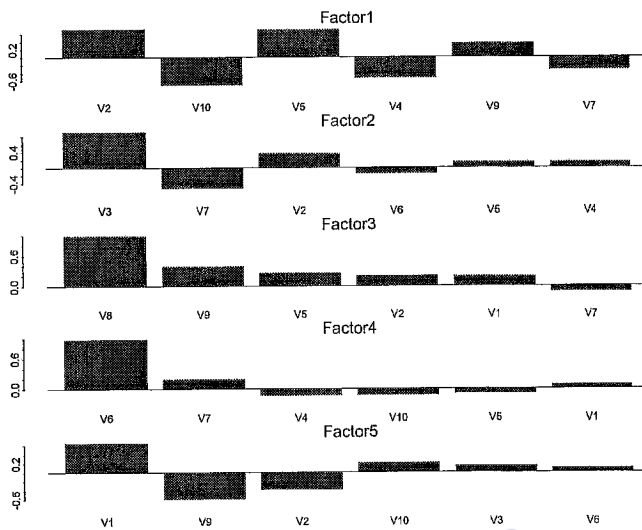 Factor1
0.2
-0.6
V2 V10 V5 V4 V9 V7
Factor2
0.4
-0.4
V3 V7 V2 V6 V5 V4
Factor3
0.6
0.0
V8 V9 V5 V2 V1 V7
Factor4
0.6
0.0
V6 V7 V4 V10 V5 V1
Factor5
0.2
-0.6
V1 V9 V2 V10 V3 V6